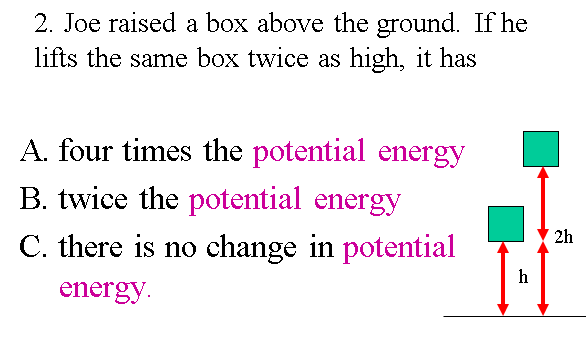 2. Joe raised a box above the ground. If he
lifts the same box twice as high, it has
A. four times the potential energy
B. twice the potential energy
C. there is no change in potential
energy.
2h
h